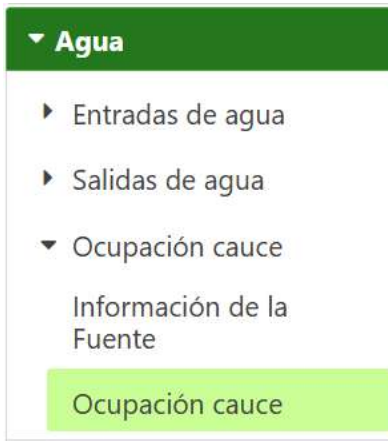 Agua
Entradas de agua
Salidas de agua
Ocupación cauce
Información de la
Fuente
Ocupación cauce